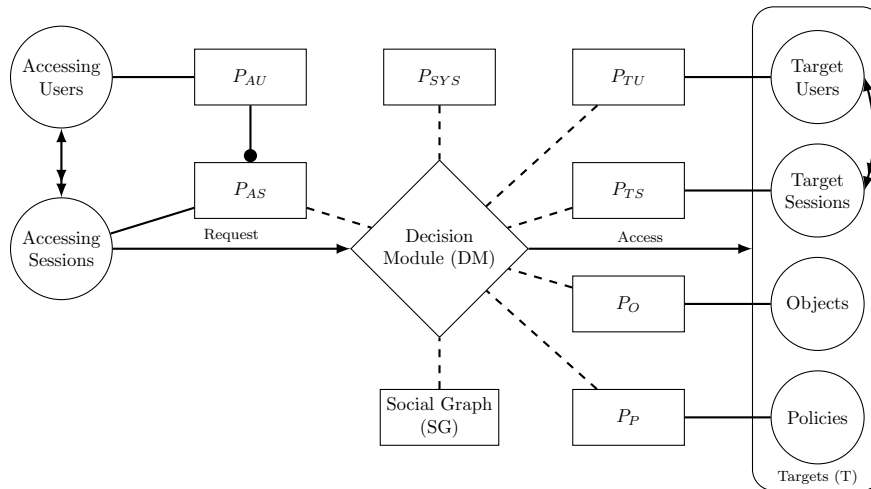 Accessing
Users
P_AU
P_SYS
P_TU
Target
Users
P_AS
P_TS
Target
Sessions
Accessing
Sessions
Request
Decision
Module (DM)
Access
P_O
Objects
Social Graph
(SG)
P_P
Policies
Targets (T)